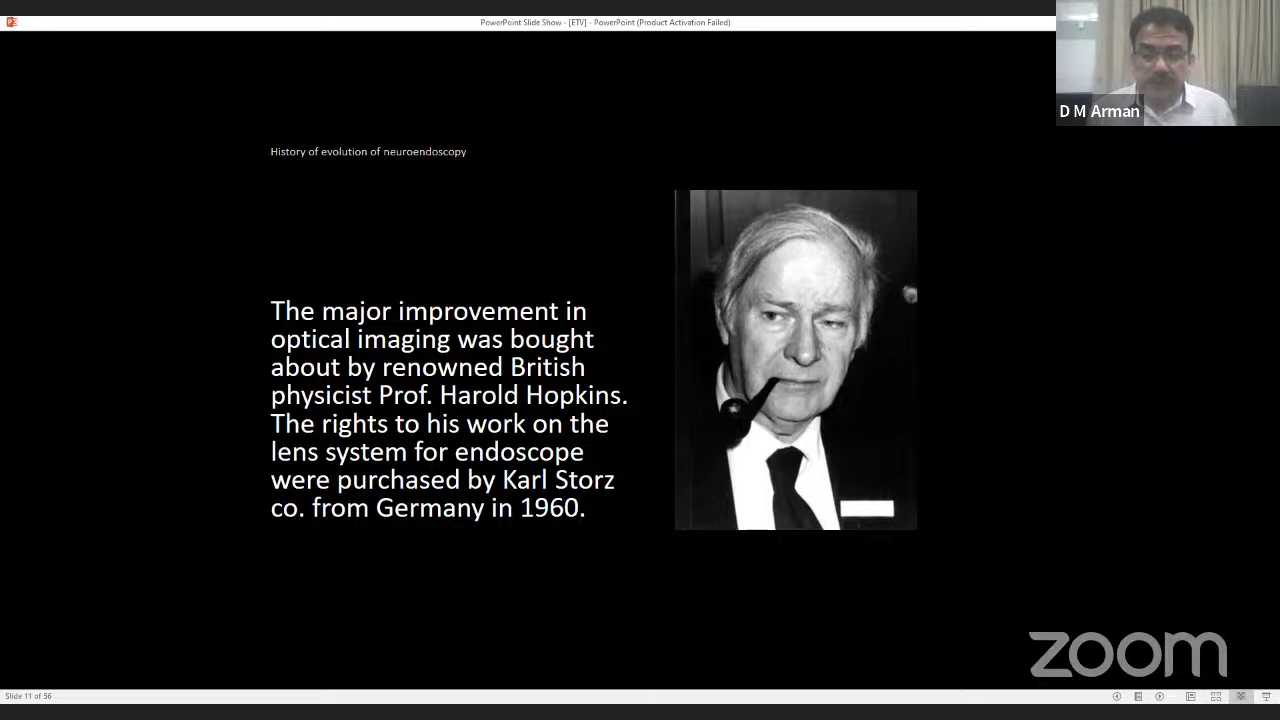 PowerPoint Slide Show - [ETV] - PowerPoint (Product Activation Failed)
D M Arman
History of evolution of neuroendoscopy
The major improvement in
optical imaging was bought
about by renowned British
physicist Prof. Harold Hopkins.
The rights to his work on the
lens system for endoscope
were purchased by Karl Storz
co. from Germany in 1960.
zoom
Slide 11 of 56